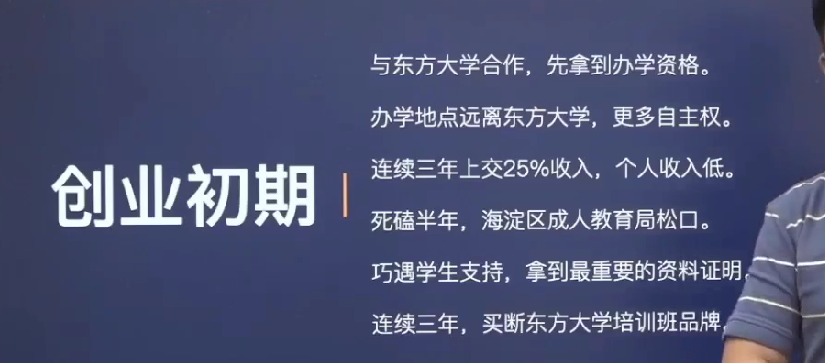 创业初期
与东方大学合作，先拿到办学资格。
办学地点远离东方大学，更多自主权。
连续三年上交25%收入，个人收入低。
死磕半年，海淀区成人教育局松口。
巧遇学生支持，拿到最重要的资料证明。
连续三年，买断东方大学培训班品牌。